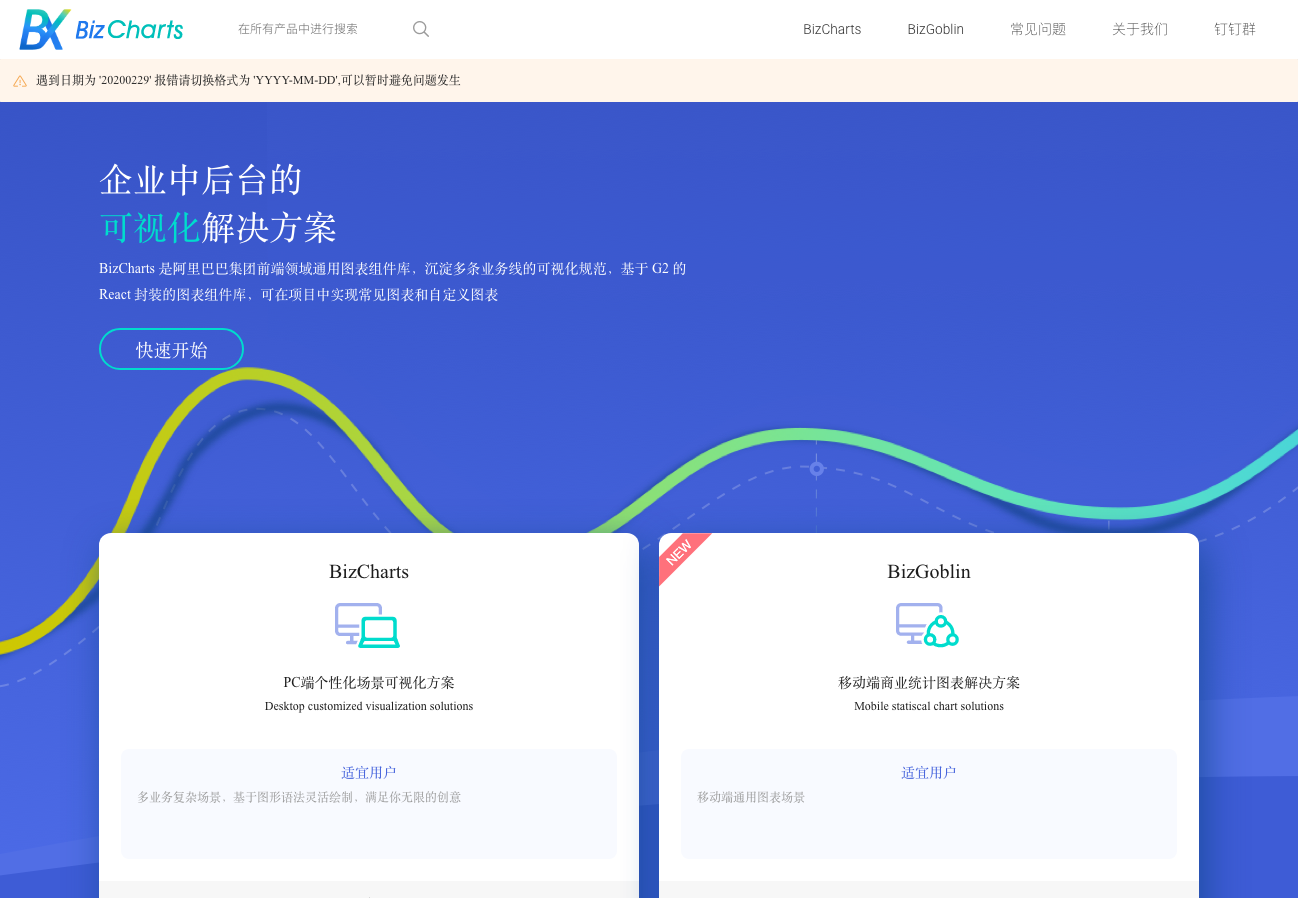 BX BizCharts
在所有产品中进行搜索
BizCharts
BizGoblin
常见问题
关于我们
钉钉群
遇到日期为 '20200229' 报错请切换格式为 'YYYY-MM-DD',可以暂时避免问题发生
企业中后台的
可视化解决方案
BizCharts 是阿里巴巴集团前端领域通用图表组件库，沉淀多条业务线的可视化规范，基于 G2 的
React 封装的图表组件库，可在项目中实现常见图表和自定义图表
快速开始
BizCharts
PC端个性化场景可视化方案
Desktop customized visualization solutions
适宜用户
多业务复杂场景，基于图形语法灵活绘制，满足你无限的创意
NEW
BizGoblin
移动端商业统计图表解决方案
Mobile statiscal chart solutions
适宜用户
移动端通用图表场景